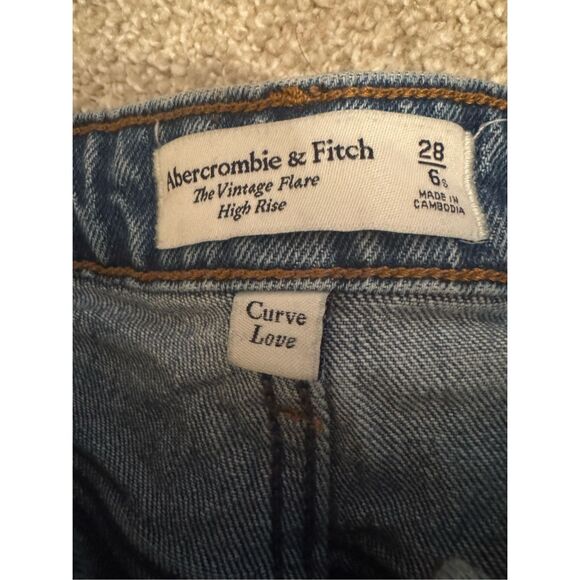 Abercrombie & Fitch
The Vintage Flare
High Rise
28
6s
MADE IN
CAMBODIA
Curve
Love